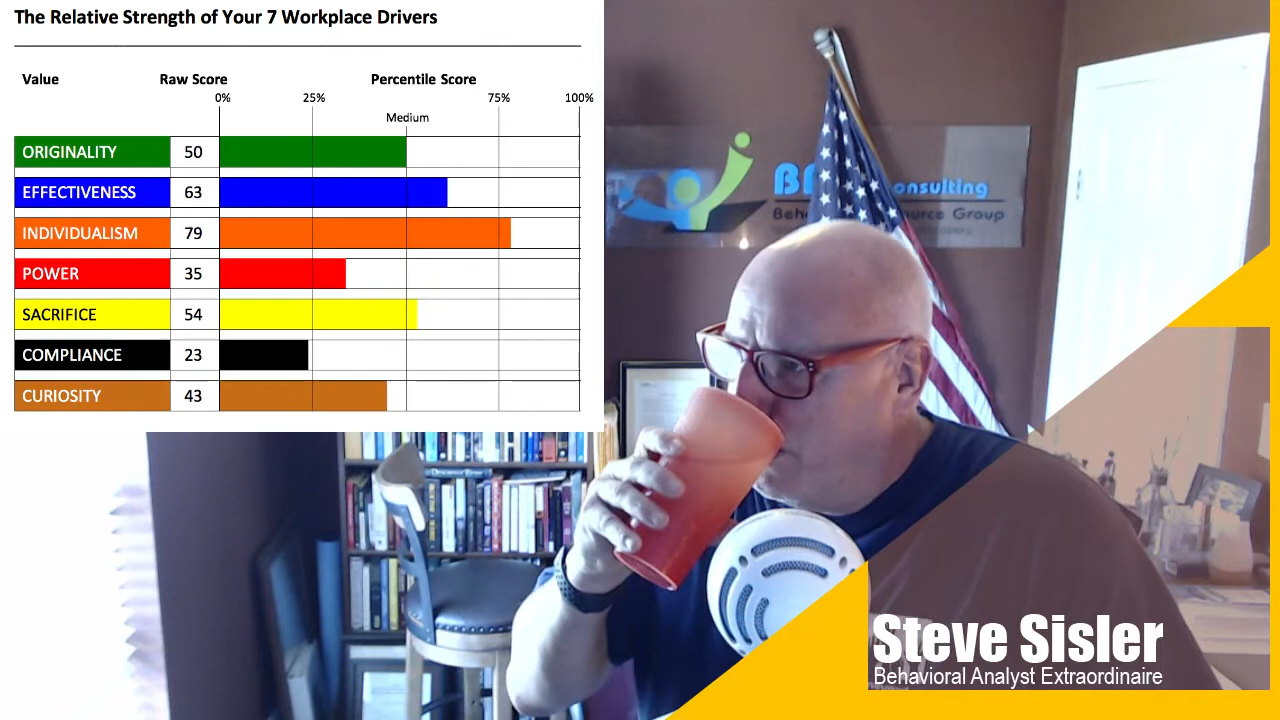 The Relative Strength of Your 7 Workplace Drivers
Value Raw Score Percentile Score
0% 25% 75% 100%
Medium
ORIGINALITY 50
EFFECTIVENESS 63
INDIVIDUALISM 79
POWER 35
SACRIFICE 54
COMPLIANCE 23
CURIOSITY 43
onsulting
Group
Steve Sisler
Behavioral Analyst Extraordinaire